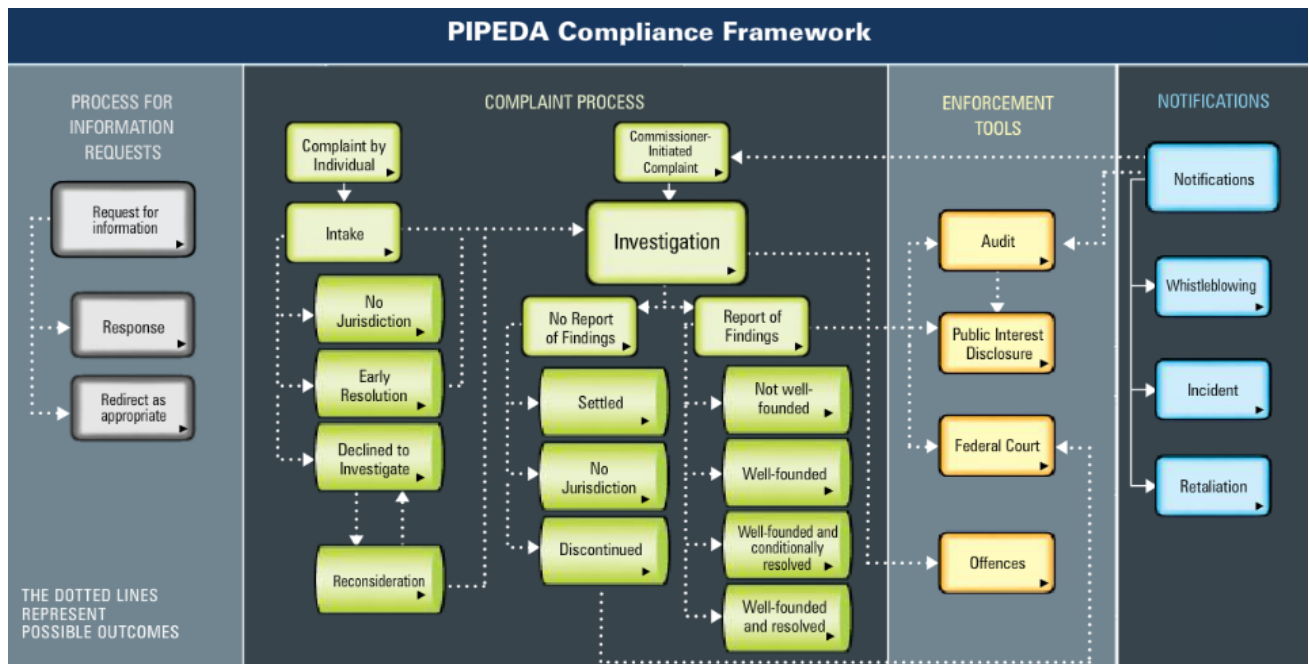 PIPEDA Compliance Framework
PROCESS FOR
INFORMATION
REQUESTS
Request for
information
Response
Redirect as
appropriate
THE DOTTED LINES
REPRESENT
POSSIBLE OUTCOMES
COMPLAINT PROCESS
Complaint by
Individual
Intake
No
Jurisdiction
Early
Resolution
Declined to
Investigate
Reconsideration
Commissioner-
Initiated
Complaint
Investigation
No Report
of Findings
Settled
No
Jurisdiction
Discontinued
Report of
Findings
Not well-
founded
Well-founded
Well-founded and
conditionally
resolved
Well-founded
and resolved
ENFORCEMENT
TOOLS
Audit
Public Interest
Disclosure
Federal Court
Offences
NOTIFICATIONS
Notifications
Whistleblowing
Incident
Retaliation